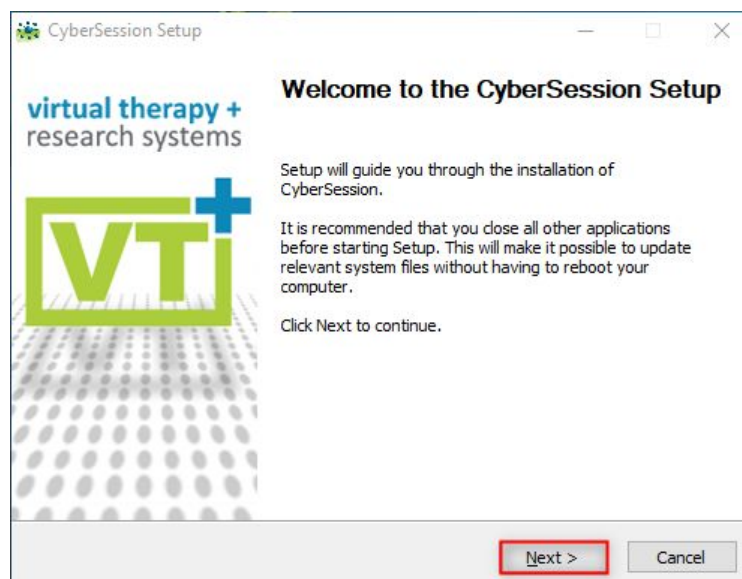 CyberSession Setup
virtual therapy +
research systems
VT+
Welcome to the CyberSession Setup
Setup will guide you through the installation of
CyberSession.
It is recommended that you close all other applications
before starting Setup. This will make it possible to update
relevant system files without having to reboot your
computer.
Click Next to continue.
Next >
Cancel